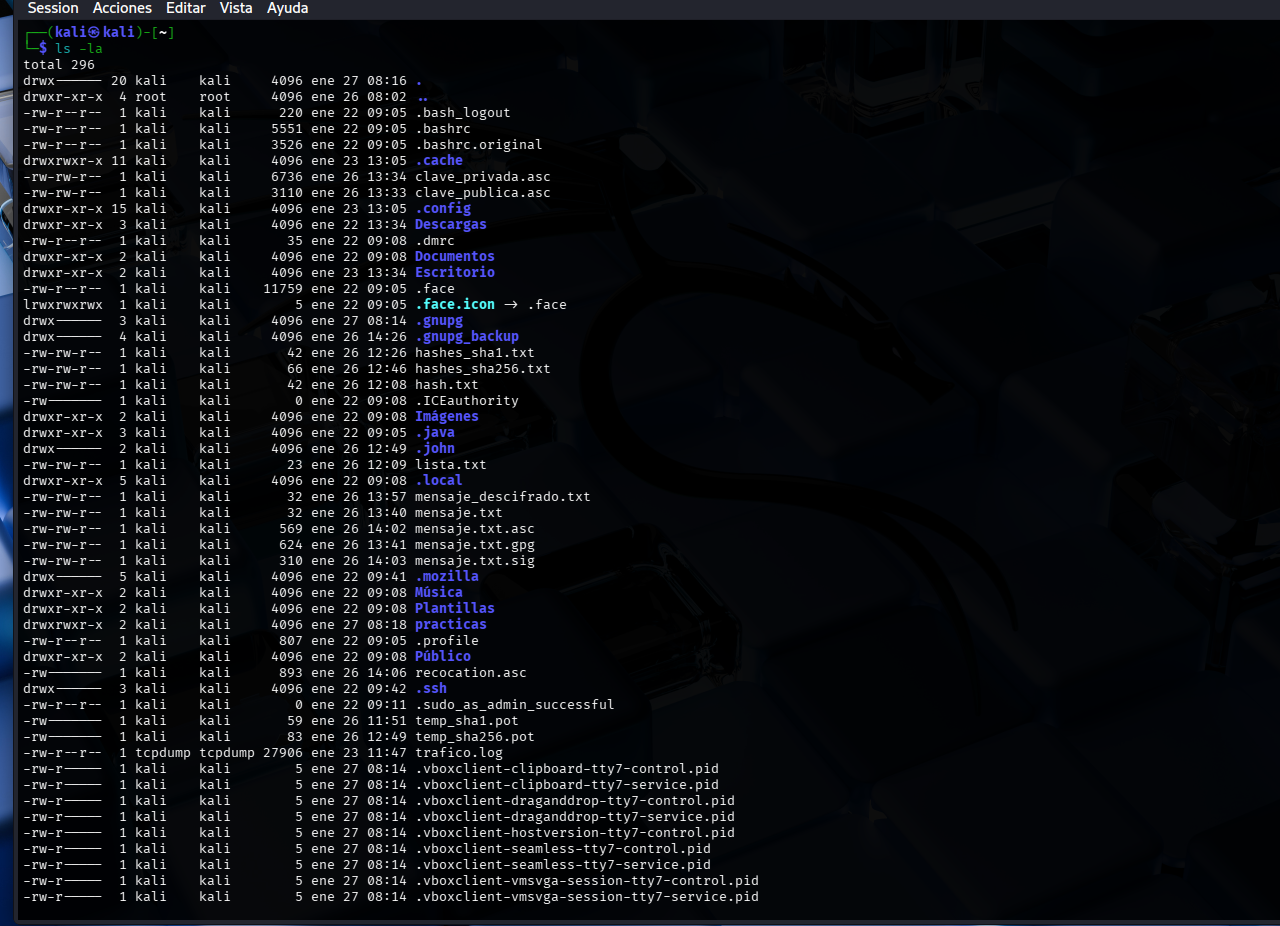 Session Acciones Editar Vista Ayuda
┌──(kali㉿kali)-[~]
└─$ ls -la
total 296
drwx------ 20 kali    kali     4096 ene 27 08:16 .
drwxr-xr-x  4 root    root     4096 ene 26 08:02 ..
-rw-r--r--  1 kali    kali      220 ene 22 09:05 .bash_logout
-rw-r--r--  1 kali    kali     5551 ene 22 09:05 .bashrc
-rw-r--r--  1 kali    kali     3526 ene 22 09:05 .bashrc.original
drwxrwxr-x 11 kali    kali     4096 ene 23 13:05 .cache
-rw-rw-r--  1 kali    kali     6736 ene 26 13:34 clave_privada.asc
-rw-rw-r--  1 kali    kali     3110 ene 26 13:33 clave_publica.asc
drwxr-xr-x 15 kali    kali     4096 ene 23 13:05 .config
drwxr-xr-x  3 kali    kali     4096 ene 22 13:34 Descargas
-rw-r--r--  1 kali    kali       35 ene 22 09:08 .dmrc
drwxr-xr-x  2 kali    kali     4096 ene 22 09:08 Documentos
drwxr-xr-x  2 kali    kali     4096 ene 23 13:34 Escritorio
-rw-r--r--  1 kali    kali    11759 ene 22 09:05 .face
lrwxrwxrwx  1 kali    kali        5 ene 22 09:05 .face.icon -> .face
drwx------  3 kali    kali     4096 ene 27 08:14 .gnupg
drwx------  4 kali    kali     4096 ene 26 14:26 .gnupg_backup
-rw-rw-r--  1 kali    kali       42 ene 26 12:26 hashes_sha1.txt
-rw-rw-r--  1 kali    kali       66 ene 26 12:46 hashes_sha256.txt
-rw-rw-r--  1 kali    kali       42 ene 26 12:08 hash.txt
-rw-------  1 kali    kali        0 ene 22 09:08 .ICEauthority
drwxr-xr-x  2 kali    kali     4096 ene 22 09:08 Imágenes
drwxr-xr-x  3 kali    kali     4096 ene 22 09:05 .java
drwx------  2 kali    kali     4096 ene 26 12:49 .john
-rw-rw-r--  1 kali    kali       23 ene 26 12:09 lista.txt
drwxr-xr-x  5 kali    kali     4096 ene 22 09:08 .local
-rw-rw-r--  1 kali    kali       32 ene 26 13:57 mensaje_descifrado.txt
-rw-rw-r--  1 kali    kali       32 ene 26 13:40 mensaje.txt
-rw-rw-r--  1 kali    kali      569 ene 26 14:02 mensaje.txt.asc
-rw-rw-r--  1 kali    kali      624 ene 26 13:41 mensaje.txt.gpg
-rw-rw-r--  1 kali    kali      310 ene 26 14:03 mensaje.txt.sig
drwx------  5 kali    kali     4096 ene 22 09:41 .mozilla
drwxr-xr-x  2 kali    kali     4096 ene 22 09:08 Música
drwxr-xr-x  2 kali    kali     4096 ene 22 09:08 Plantillas
drwxrwxr-x  2 kali    kali     4096 ene 27 08:18 practicas
-rw-r--r--  1 kali    kali      807 ene 22 09:05 .profile
drwxr-xr-x  2 kali    kali     4096 ene 22 09:08 Público
-rw-------  1 kali    kali      893 ene 26 14:06 recocation.asc
drwx------  3 kali    kali     4096 ene 22 09:42 .ssh
-rw-r--r--  1 kali    kali        0 ene 22 09:11 .sudo_as_admin_successful
-rw-------  1 kali    kali       59 ene 26 11:51 temp_sha1.pot
-rw-------  1 kali    kali       83 ene 26 12:49 temp_sha256.pot
-rw-r--r--  1 tcpdump tcpdump 27906 ene 23 11:47 trafico.log
-rw-r-----  1 kali    kali        5 ene 27 08:14 .vboxclient-clipboard-tty7-control.pid
-rw-r-----  1 kali    kali        5 ene 27 08:14 .vboxclient-clipboard-tty7-service.pid
-rw-r-----  1 kali    kali        5 ene 27 08:14 .vboxclient-draganddrop-tty7-control.pid
-rw-r-----  1 kali    kali        5 ene 27 08:14 .vboxclient-draganddrop-tty7-service.pid
-rw-r-----  1 kali    kali        5 ene 27 08:14 .vboxclient-hostversion-tty7-control.pid
-rw-r-----  1 kali    kali        5 ene 27 08:14 .vboxclient-seamless-tty7-control.pid
-rw-r-----  1 kali    kali        5 ene 27 08:14 .vboxclient-seamless-tty7-service.pid
-rw-r-----  1 kali    kali        5 ene 27 08:14 .vboxclient-vmsvga-session-tty7-control.pid
-rw-r-----  1 kali    kali        5 ene 27 08:14 .vboxclient-vmsvga-session-tty7-service.pid